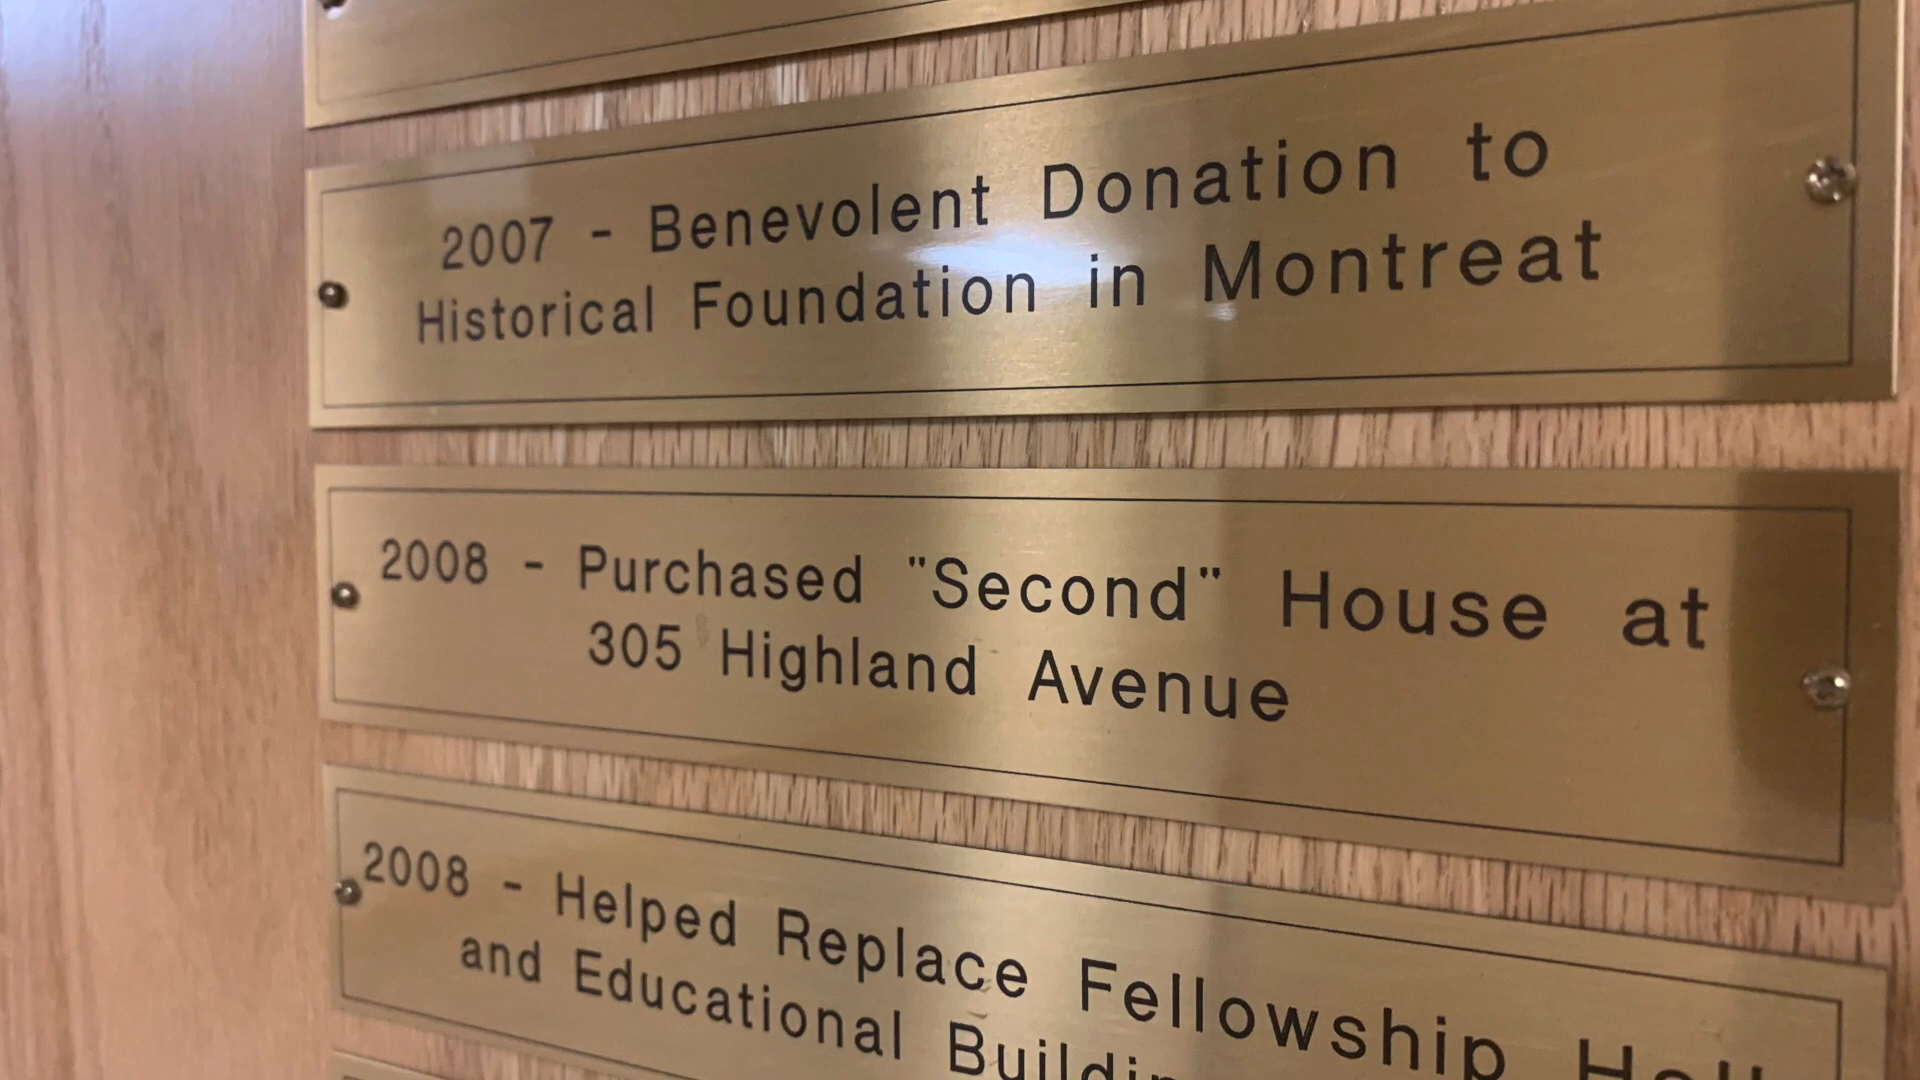 2007 - Benevolent Donation to
Historical Foundation in Montreat
2008 - Purchased "Second" House at
305 Highland Avenue
2008 - Helped Replace Fellowship Hall
and Educational